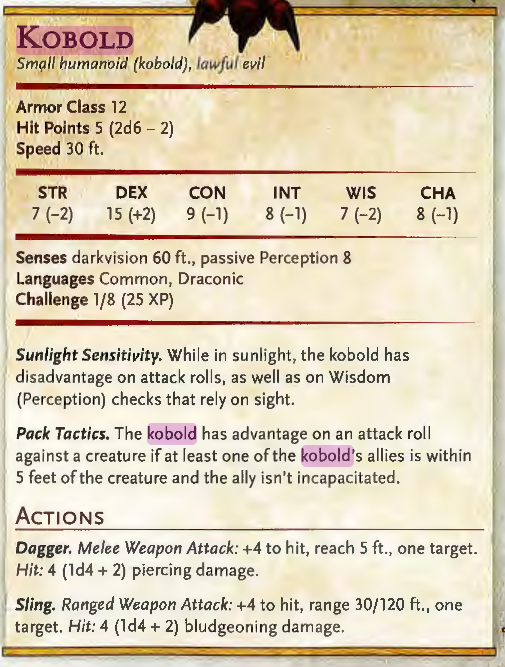 KOBOLD
Small humanoid (kobold), lawful evil
Armor Class 12
Hit Points 5 (2d6 – 2)
Speed 30 ft.
STR DEX CON INT WIS CHA
7 (–2) 15 (+2) 9 (–1) 8 (–1) 7 (–2) 8 (–1)
Senses darkvision 60 ft., passive Perception 8
Languages Common, Draconic
Challenge 1/8 (25 XP)
Sunlight Sensitivity. While in sunlight, the kobold has
disadvantage on attack rolls, as well as on Wisdom
(Perception) checks that rely on sight.
Pack Tactics. The kobold has advantage on an attack roll
against a creature if at least one of the kobold's allies is within
5 feet of the creature and the ally isn't incapacitated.
ACTIONS
Dagger. Melee Weapon Attack: +4 to hit, reach 5 ft., one target.
Hit: 4 (1d4 + 2) piercing damage.
Sling. Ranged Weapon Attack: +4 to hit, range 30/120 ft., one
target. Hit: 4 (1d4 + 2) bludgeoning damage.